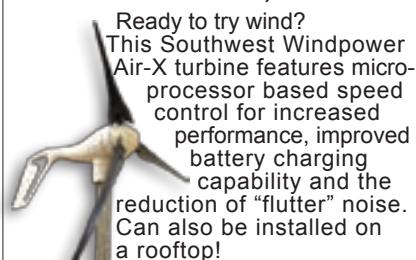 Ready to try wind?
This Southwest Windpower
Air-X turbine features micro-
processor based speed
control for increased
performance, improved
battery charging
capability and the
reduction of “flutter” noise.
Can also be installed on
a rooftop!